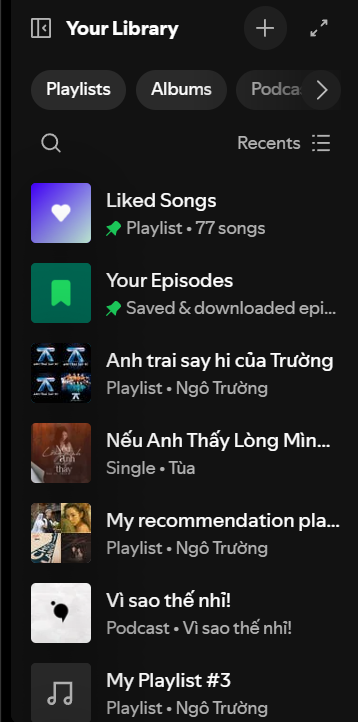 Your Library
Playlists
Albums
Podca
Recents
Liked Songs
Playlist • 77 songs
Your Episodes
Saved & downloaded epi...
Anh trai say hi của Trường
Playlist • Ngô Trường
Nếu Anh Thấy Lòng Mìn...
Single • Tùa
My recommendation pla...
Playlist • Ngô Trường
Vì sao thế nhỉ!
Podcast • Vì sao thế nhỉ!
My Playlist #3
Playlist • Ngô Trường